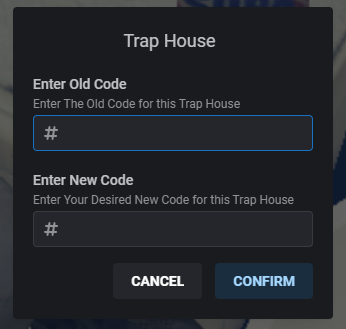 Trap House
Enter Old Code
Enter The Old Code for this Trap House
#
Enter New Code
Enter Your Desired New Code for this Trap House
#
CANCEL CONFIRM